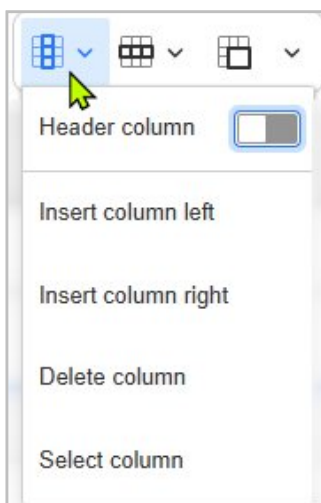 Header column
Insert column left
Insert column right
Delete column
Select column